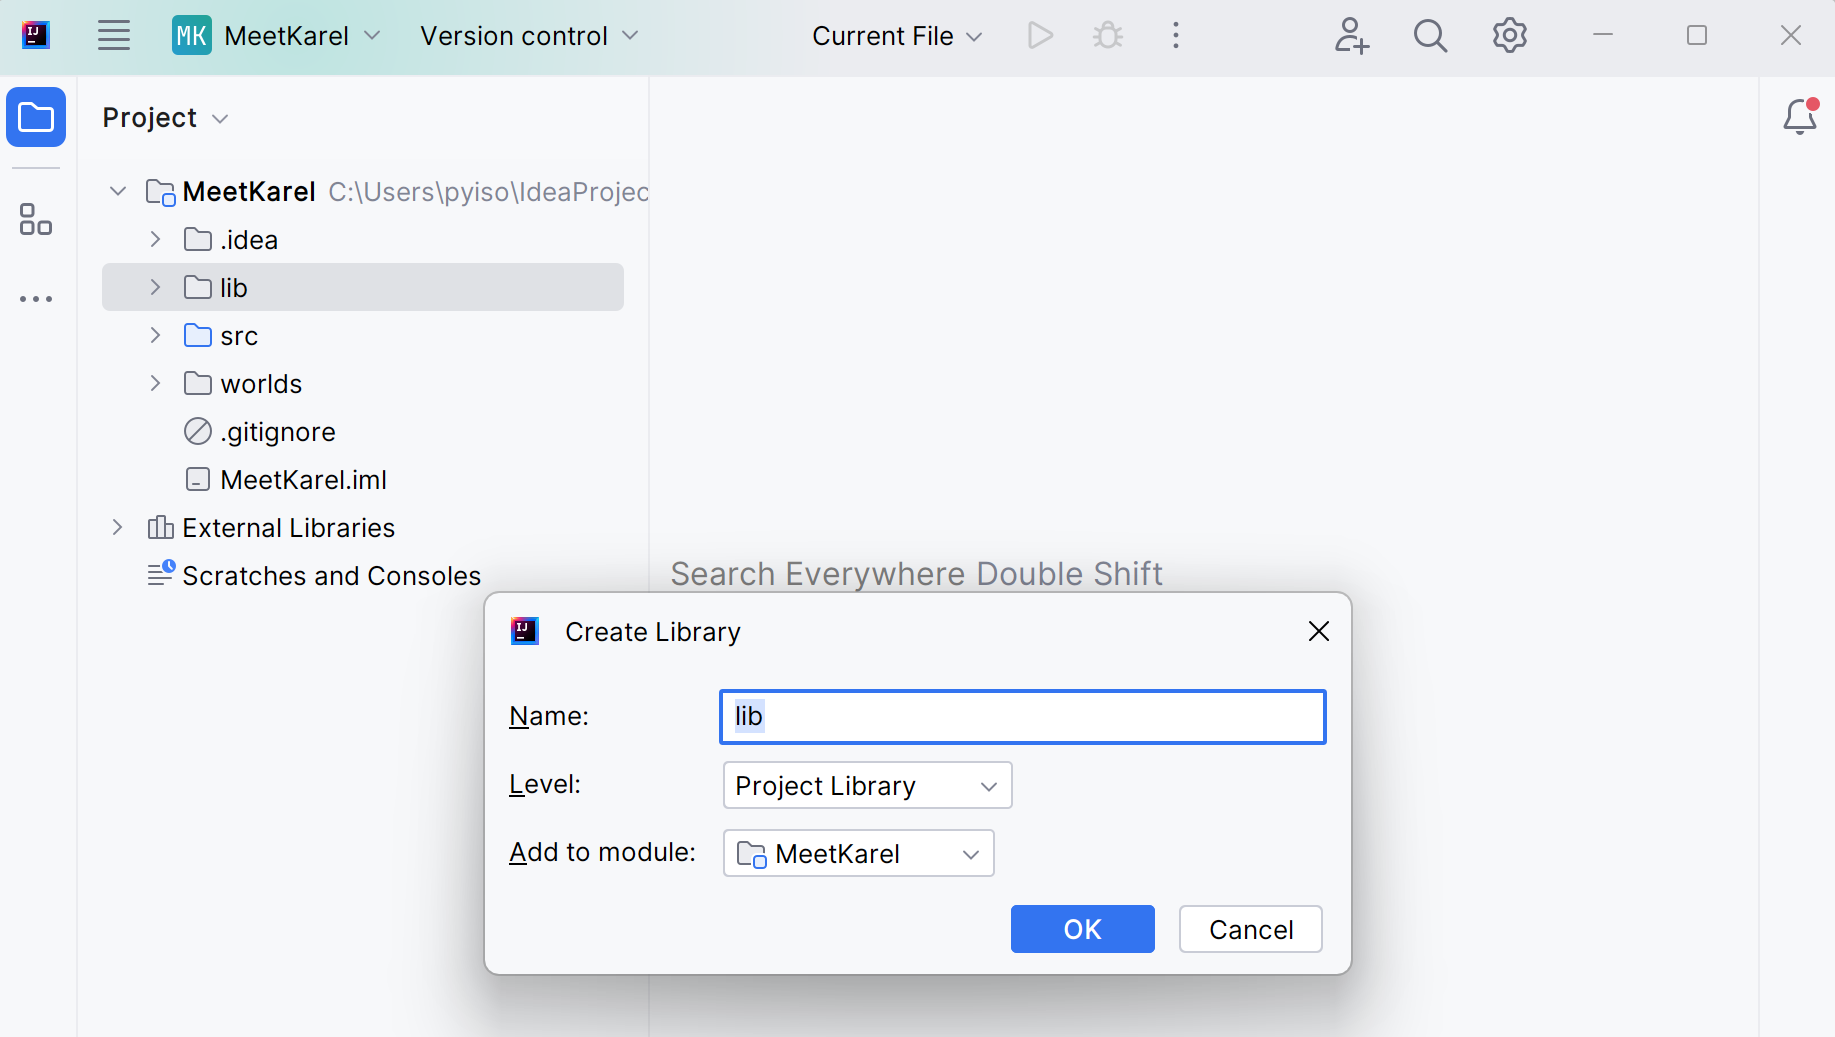 MK MeetKarel Version control Current File
Project
MeetKarel C:\Users\pyiso\IdeaProjec
.idea
lib
src
worlds
.gitignore
MeetKarel.iml
External Libraries
Scratches and Consoles
Search Everywhere Double Shift
IJ Create Library
Name: lib
Level: Project Library
Add to module: MeetKarel
OK Cancel